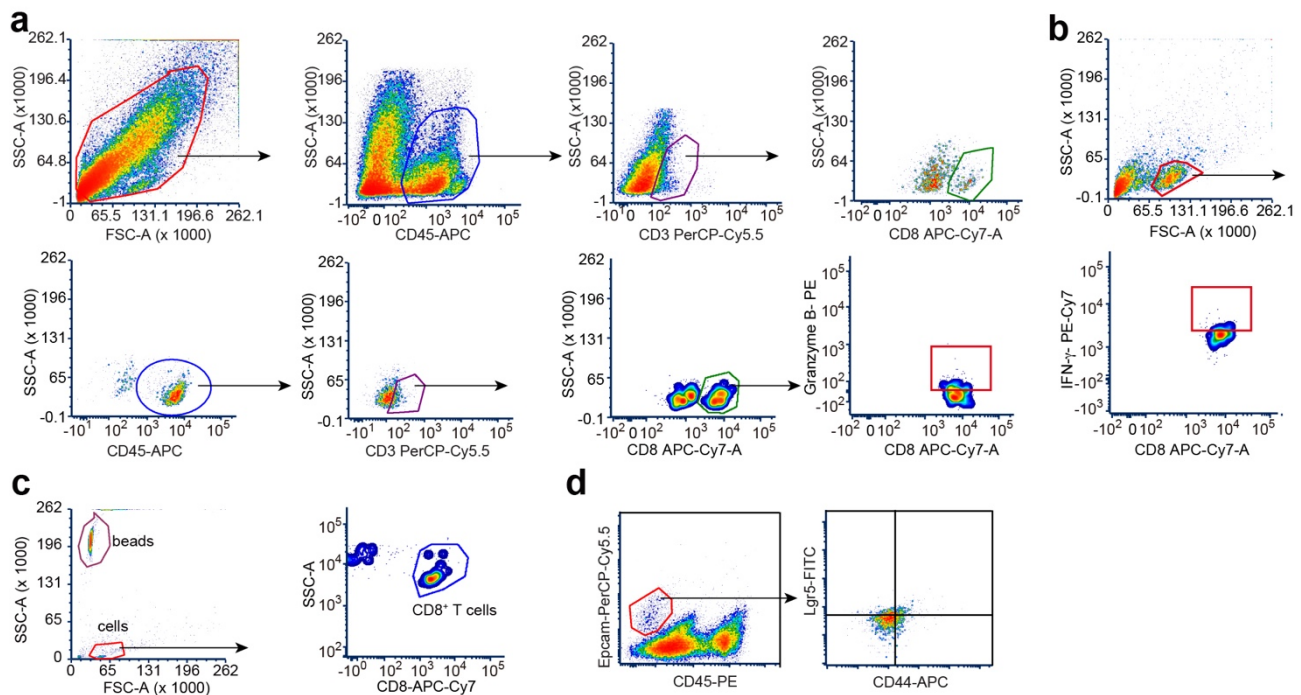 a
262.1
196.4
130.6
64.8
-1
SSC-A (x1000)
0 65.5 131.1 196.6 262.1
FSC-A (x 1000)
262
196
130
64
-1
SSC-A (x1000)
-10² 10² 10³ 10⁴ 10⁵
CD45-APC
262
196
130
64
-1
SSC-A (x1000)
-10² 10² 10³ 10⁴ 10⁵
CD3 PerCP-Cy5.5
262
196
130
64
-1
SSC-A (x1000)
-10² 0 10² 10³ 10⁴ 10⁵
CD8 APC-Cy7-A
b
262
196
130
65
-0.1
SSC-A (x 1000)
0 65.5 131.1 196.6 262.1
FSC-A (x 1000)
262
196
131
65
-0.1
SSC-A (x 1000)
-10¹ 10² 10³ 10⁴ 10⁵
CD45-APC
262
196
131
65
-0.1
SSC-A (x 1000)
-10¹ 10² 10³ 10⁴ 10⁵
CD3 PerCP-Cy5.5
262
196
131
65
-0.1
SSC-A (x 1000)
-10² 0 10² 10³ 10⁴ 10⁵
CD8 APC-Cy7-A
10⁵
10⁴
10³
10²
-10²
Granzyme B- PE
-10² 0 10² 10³ 10⁴ 10⁵
CD8 APC-Cy7-A
10⁵
10⁴
10³
-10²
-10³
IFN-γ- PE-Cy7
-10² 0 10² 10³ 10⁴ 10⁵
CD8 APC-Cy7-A
c
262
196
131
65
0
SSC-A (x 1000)
beads
cells
0 65 131 196 262
FSC-A (x 1000)
10⁵
10⁴
10³
10²
SSC-A
CD8⁺ T cells
-10⁰ 10² 10³ 10⁴ 10⁵
CD8-APC-Cy7
d
Epcam-PerCP-Cy5.5
CD45-PE
Lgr5-FITC
CD44-APC